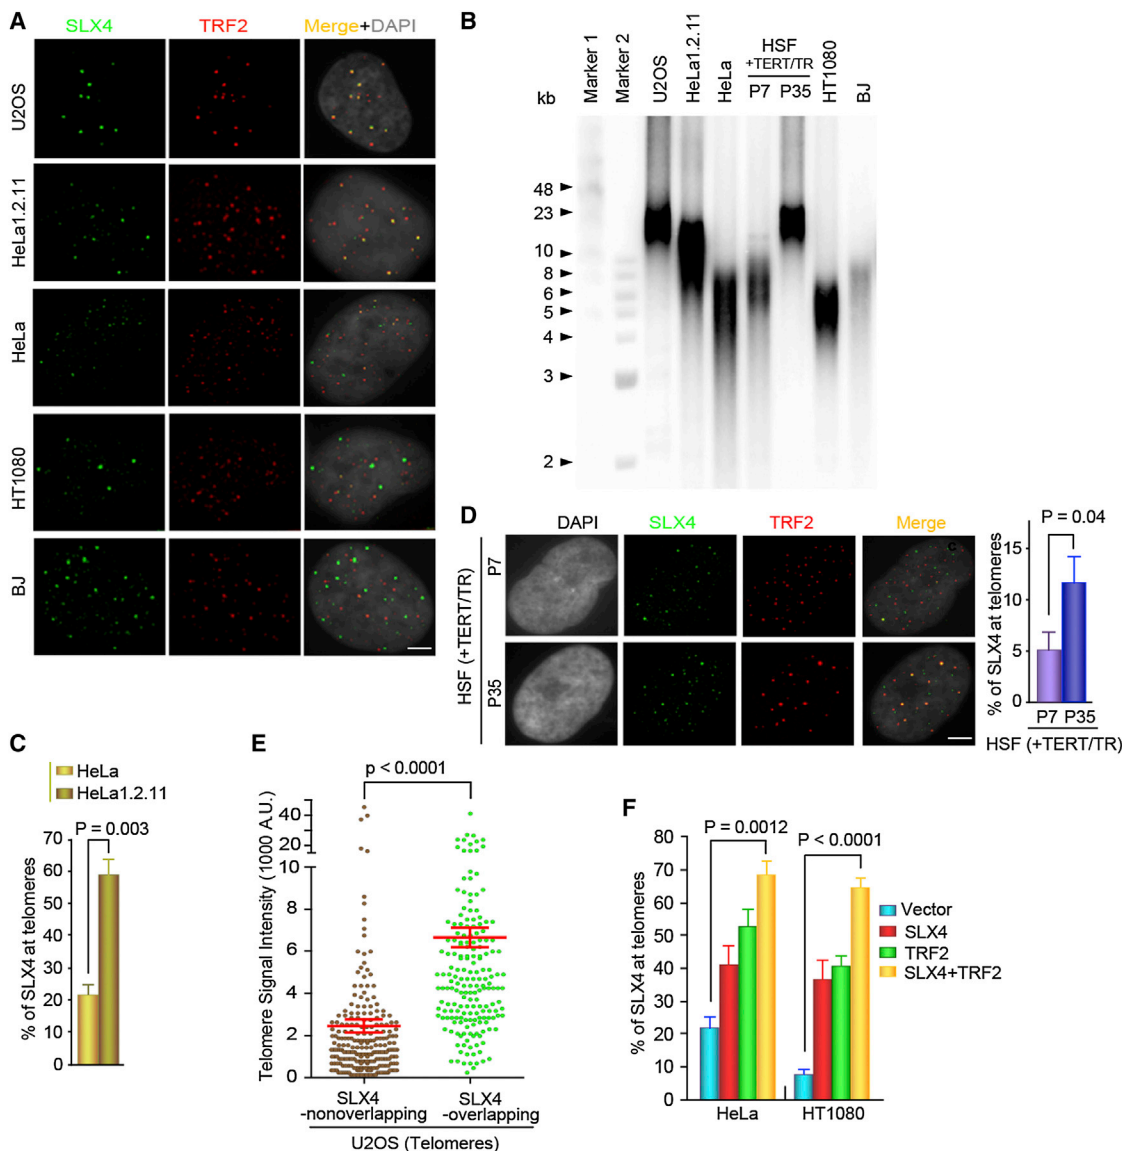 A
SLX4 TRF2 Merge+DAPI
U2OS
HeLa1.2.11
HeLa
HT1080
BJ
B
kb
Marker 1
Marker 2
U2OS
HeLa1.2.11
HeLa
HSF
+TERT/TR
P7 P35
HT1080
BJ
48
23
10
8
6
5
4
3
2
D
DAPI SLX4 TRF2 Merge
HSF (+TERT/TR)
P7
P35
P = 0.04
% of SLX4 at telomeres
15
10
5
0
P7 P35
HSF (+TERT/TR)
C
HeLa
HeLa1.2.11
P = 0.003
% of SLX4 at telomeres
70
60
50
40
30
20
10
0
E
p < 0.0001
Telomere Signal Intensity (1000 A.U.)
40
20
10
8
6
4
2
0
SLX4 SLX4
-nonoverlapping -overlapping
U2OS (Telomeres)
F
P = 0.0012
P < 0.0001
% of SLX4 at telomeres
80
70
60
50
40
30
20
10
0
HeLa HT1080
Vector
SLX4
TRF2
SLX4+TRF2